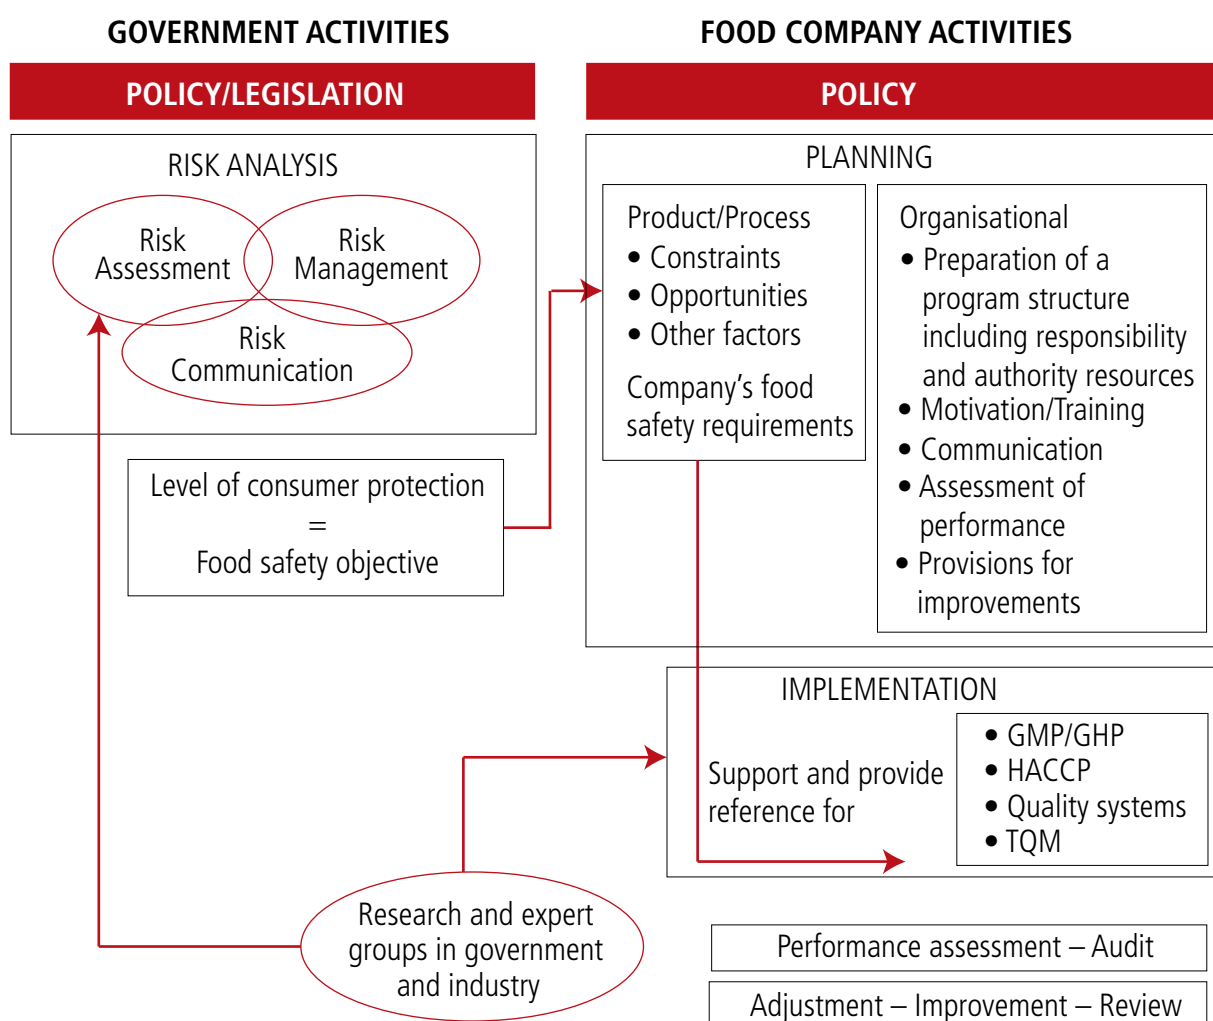 GOVERNMENT ACTIVITIES
POLICY/LEGISLATION
RISK ANALYSIS
Risk
Assessment
Risk
Management
Risk
Communication
Level of consumer protection
=
Food safety objective
FOOD COMPANY ACTIVITIES
POLICY
PLANNING
Product/Process
• Constraints
• Opportunities
• Other factors
Company’s food
safety requirements
Organisational
• Preparation of a
program structure
including responsibility
and authority resources
• Motivation/Training
• Communication
• Assessment of
performance
• Provisions for
improvements
IMPLEMENTATION
Support and provide
reference for
• GMP/GHP
• HACCP
• Quality systems
• TQM
Research and expert
groups in government
and industry
Performance assessment – Audit
Adjustment – Improvement – Review